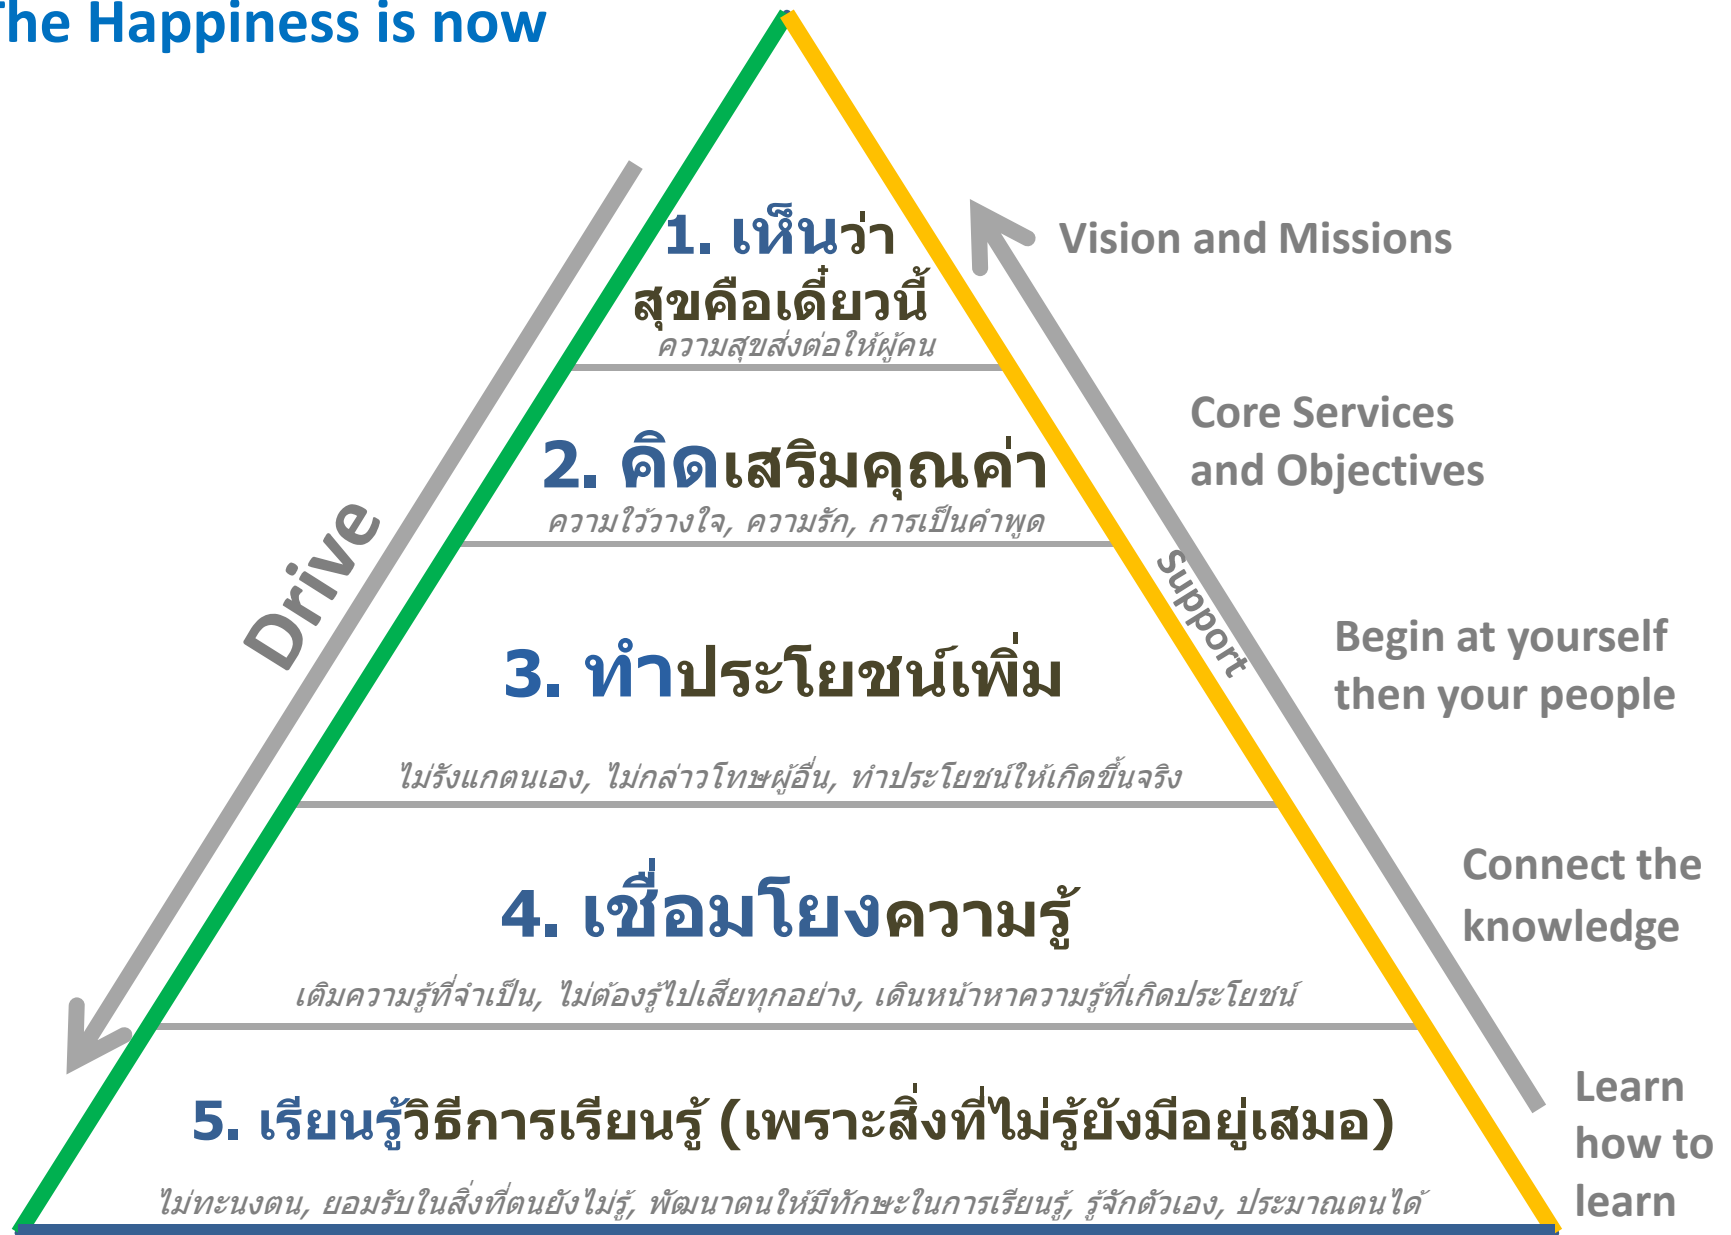 The Happiness is now
1. เห็นว่า
สุขคือเดี๋ยวนี้
ความสุขส่งต่อให้ผู้คน
Vision and Missions
2. คิดเสริมคุณค่า
ความใว้วางใจ, ความรัก, การเป็นคำพูด
Core Services
and Objectives
Drive
Support
3. ทำประโยชน์เพิ่ม
ไม่รังแกตนเอง, ไม่กล่าวโทษผู้อื่น, ทำประโยชน์ให้เกิดขึ้นจริง
Begin at yourself
then your people
4. เชื่อมโยงความรู้
เติมความรู้ที่จำเป็น, ไม่ต้องรู้ไปเสียทุกอย่าง, เดินหน้าหาความรู้ที่เกิดประโยชน์
Connect the
knowledge
5. เรียนรู้วิธีการเรียนรู้ (เพราะสิ่งที่ไม่รู้ยังมีอยู่เสมอ)
ไม่ทะนงตน, ยอมรับในสิ่งที่ตนยังไม่รู้, พัฒนาตนให้มีทักษะในการเรียนรู้, รู้จักตัวเอง, ประมาณตนได้
Learn
how to
learn